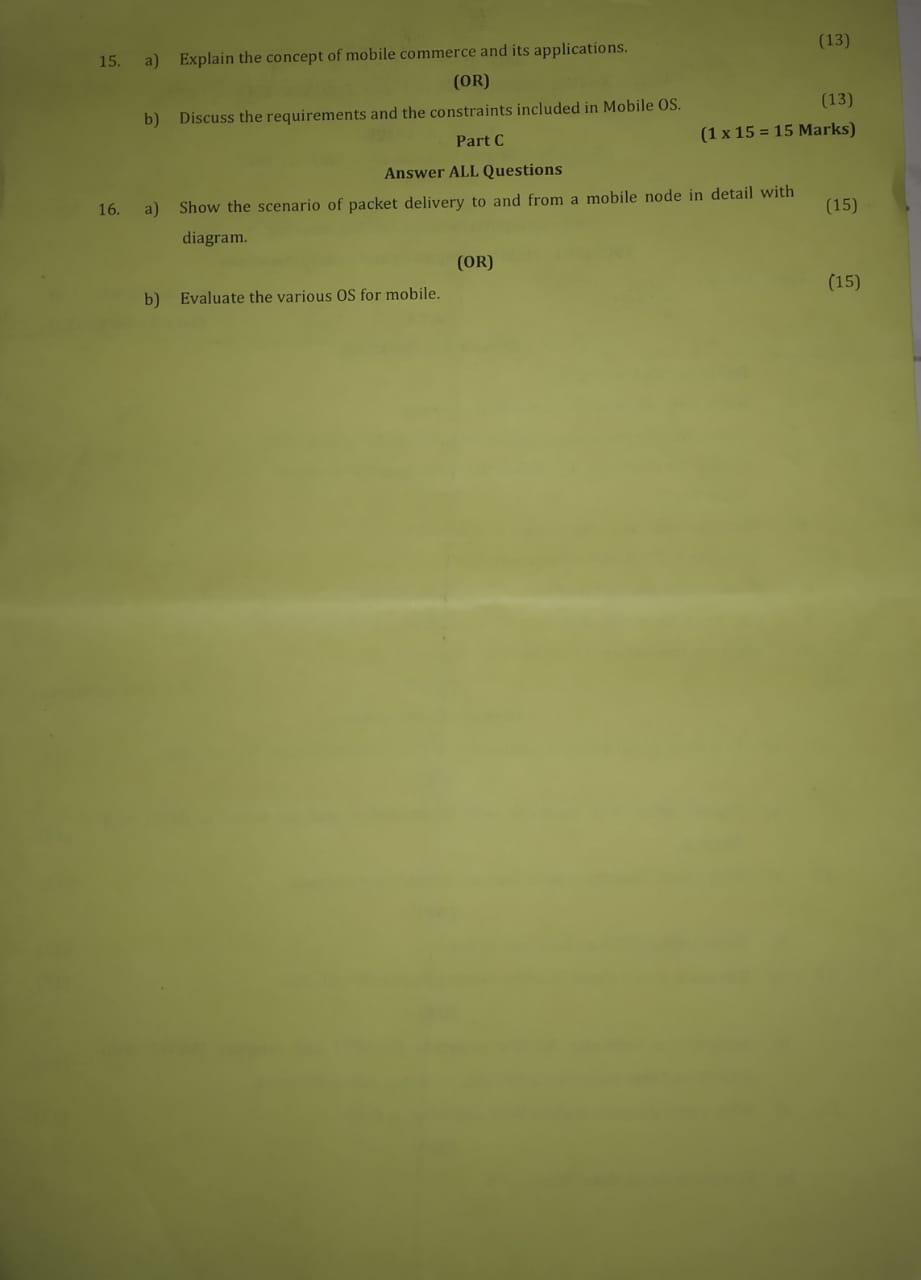 15. a) Explain the concept of mobile commerce and its applications. (13)
(OR)
b) Discuss the requirements and the constraints included in Mobile OS. (13)
Part C (1 x 15 = 15 Marks)
Answer ALL Questions
16. a) Show the scenario of packet delivery to and from a mobile node in detail with (15)
diagram.
(OR)
b) Evaluate the various OS for mobile. (15)